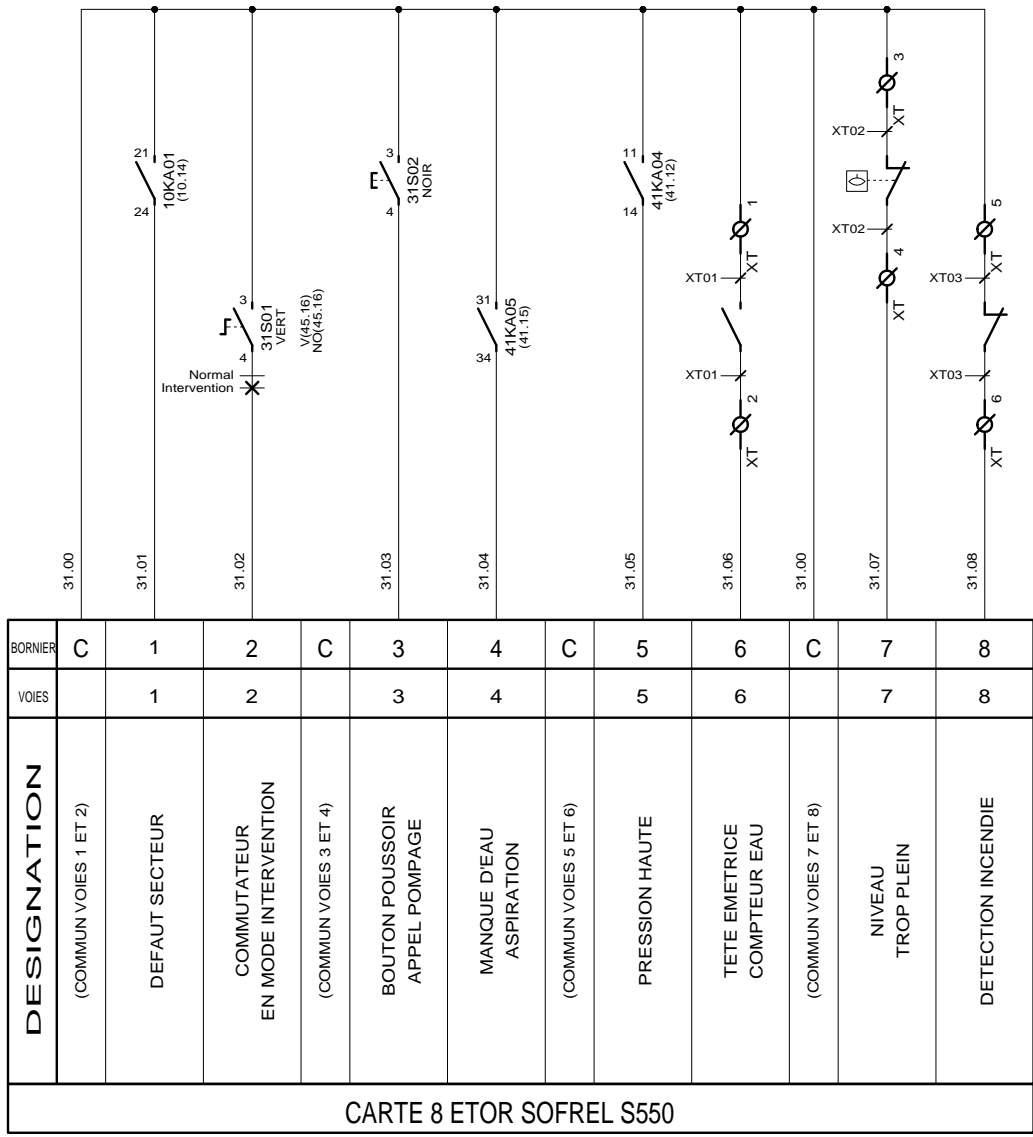 3
XT
XT02
21
10KA01
(10.14)
24
3
31S02
NOIR
4
11
41KA04
(41.12)
14
1
XT
XT01
XT02
4
XT
5
XT
XT03
3
31S01
VERT
V(45.16)
NO(45.16)
4
Normal
Intervention
31
41KA05
(41.15)
34
XT01
2
XT
XT03
6
XT
31.00
31.01
31.02
31.03
31.04
31.05
31.06
31.00
31.07
31.08
BORNIER C 1 2 C 3 4 C 5 6 C 7 8
VOIES 1 2 3 4 5 6 7 8
DESIGNATION
(COMMUN VOIES 1 ET 2)
DEFAUT SECTEUR
COMMUTATEUR
EN MODE INTERVENTION
(COMMUN VOIES 3 ET 4)
BOUTON POUSSOIR
APPEL POMPAGE
MANQUE D'EAU
ASPIRATION
(COMMUN VOIES 5 ET 6)
PRESSION HAUTE
TETE EMETRICE
COMPTEUR EAU
(COMMUN VOIES 7 ET 8)
NIVEAU
TROP PLEIN
DETECTION INCENDIE
CARTE 8 ETOR SOFREL S550